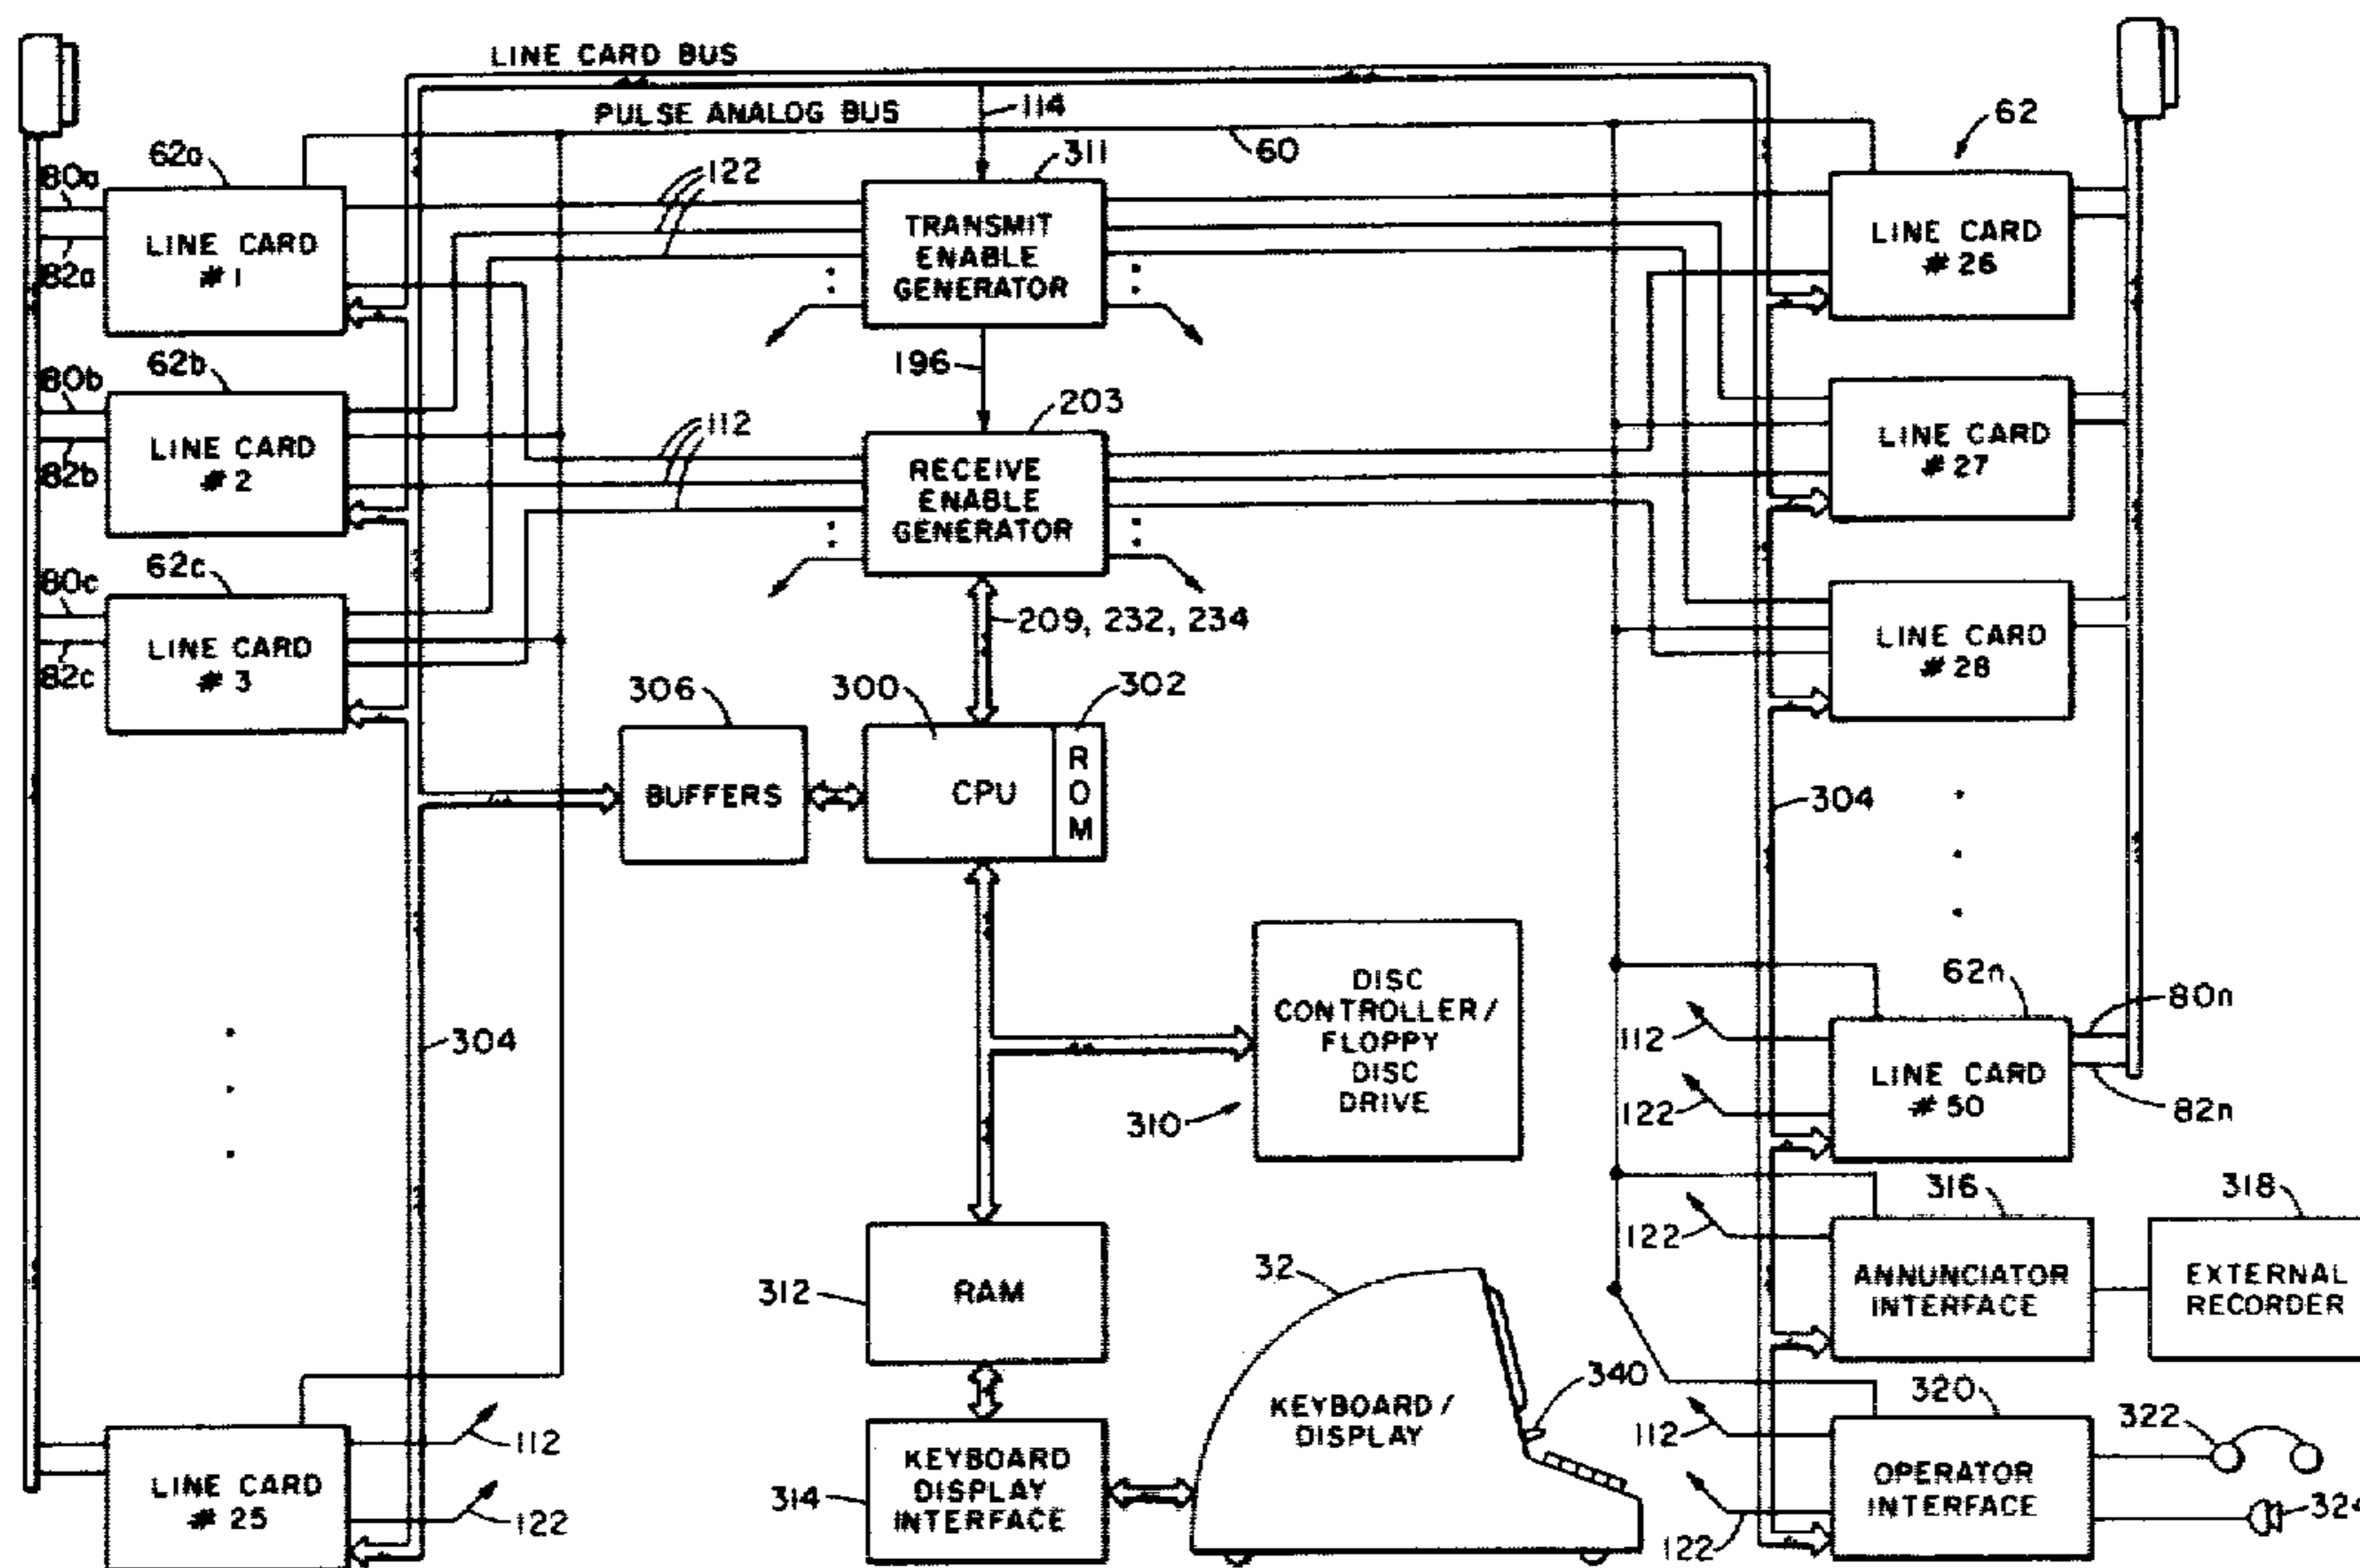 LINE CARD BUS
PULSE ANALOG BUS
114
60
62
62a
80a
82a
LINE CARD
#1
122
311
TRANSMIT
ENABLE
GENERATOR
LINE CARD
#26
196
62b
80b
82b
LINE CARD
#2
112
203
RECEIVE
ENABLE
GENERATOR
LINE CARD
#27
62c
80c
82c
LINE CARD
#3
209, 232, 234
LINE CARD
#28
306
BUFFERS
300
CPU
302
ROM
304
304
DISC
CONTROLLER/
FLOPPY
DISC
DRIVE
310
62n
80n
82n
112
122
LINE CARD
#50
312
RAM
32
KEYBOARD/
DISPLAY
340
122
316
ANNUNCIATOR
INTERFACE
318
EXTERNAL
RECORDER
LINE CARD
#25
112
122
314
KEYBOARD
DISPLAY
INTERFACE
112
122
320
OPERATOR
INTERFACE
322
324